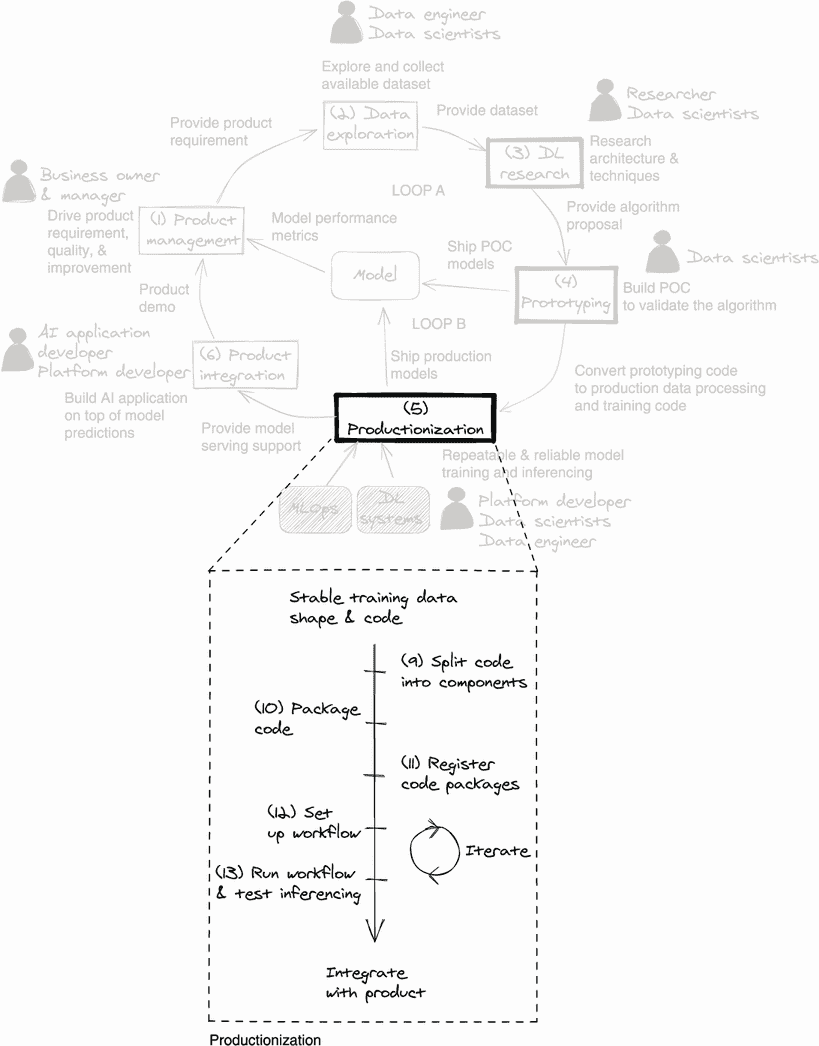 Data engineer
Data scientists
Explore and collect
available dataset
(2) Data
exploration
Provide dataset
Researcher
Data scientists
(3) DL
research
Research
architecture &
techniques
Provide product
requirement
Business owner
& manager
Drive product
requirement,
quality, &
improvement
(1) Product
management
LOOP A
Model performance
metrics
Provide algorithm
proposal
Ship POC
models
Data scientists
Model
(4)
Prototyping
Build POC
to validate the algorithm
Product
demo
LOOP B
AI application
developer
Platform developer
(6) Product
integration
Build AI application
on top of model
predictions
Ship production
models
Convert prototyping code
to production data processing
and training code
(5)
Productionization
Provide model
serving support
Repeatable & reliable model
training and inferencing
MLOps
DL
systems
Platform developer
Data scientists
Data engineer
Stable training data
shape & code
(9) Split code
into components
(10) Package
code
(11) Register
code packages
(12) Set
up workflow
Iterate
(13) Run workflow
& test inferencing
Integrate
with product
Productionization